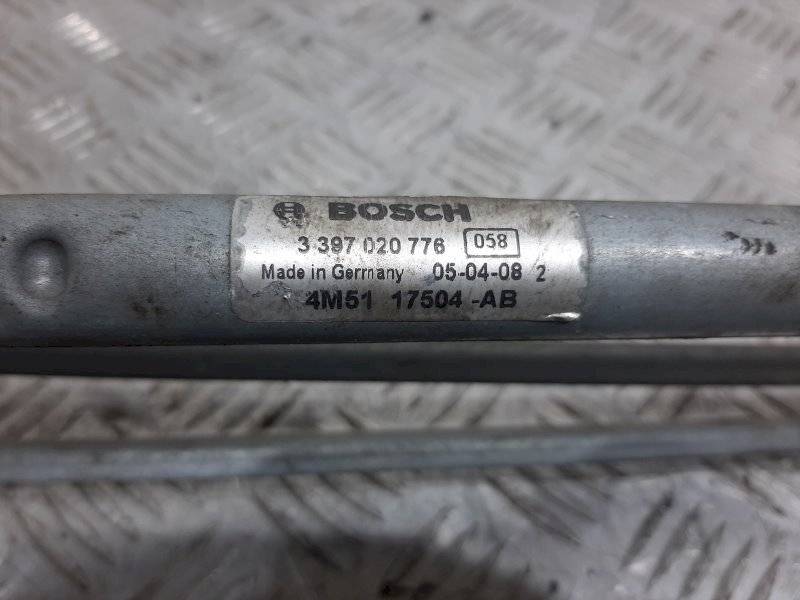 BOSCH
3 397 020 776 058
Made in Germany 05-04-08 2
4M51 17504-AB